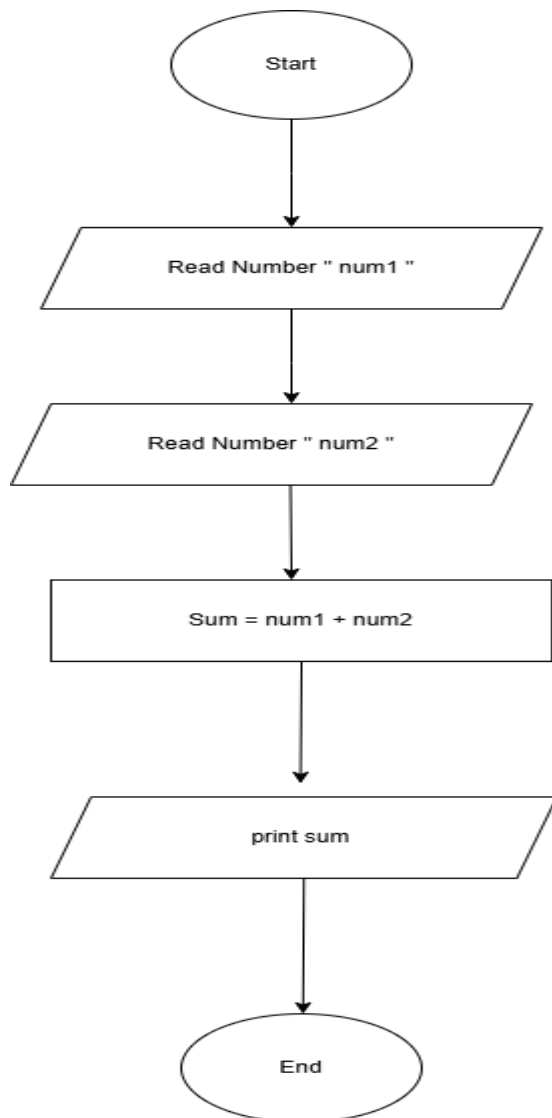 Start
Read Number " num1 "
Read Number " num2 "
Sum = num1 + num2
print sum
End